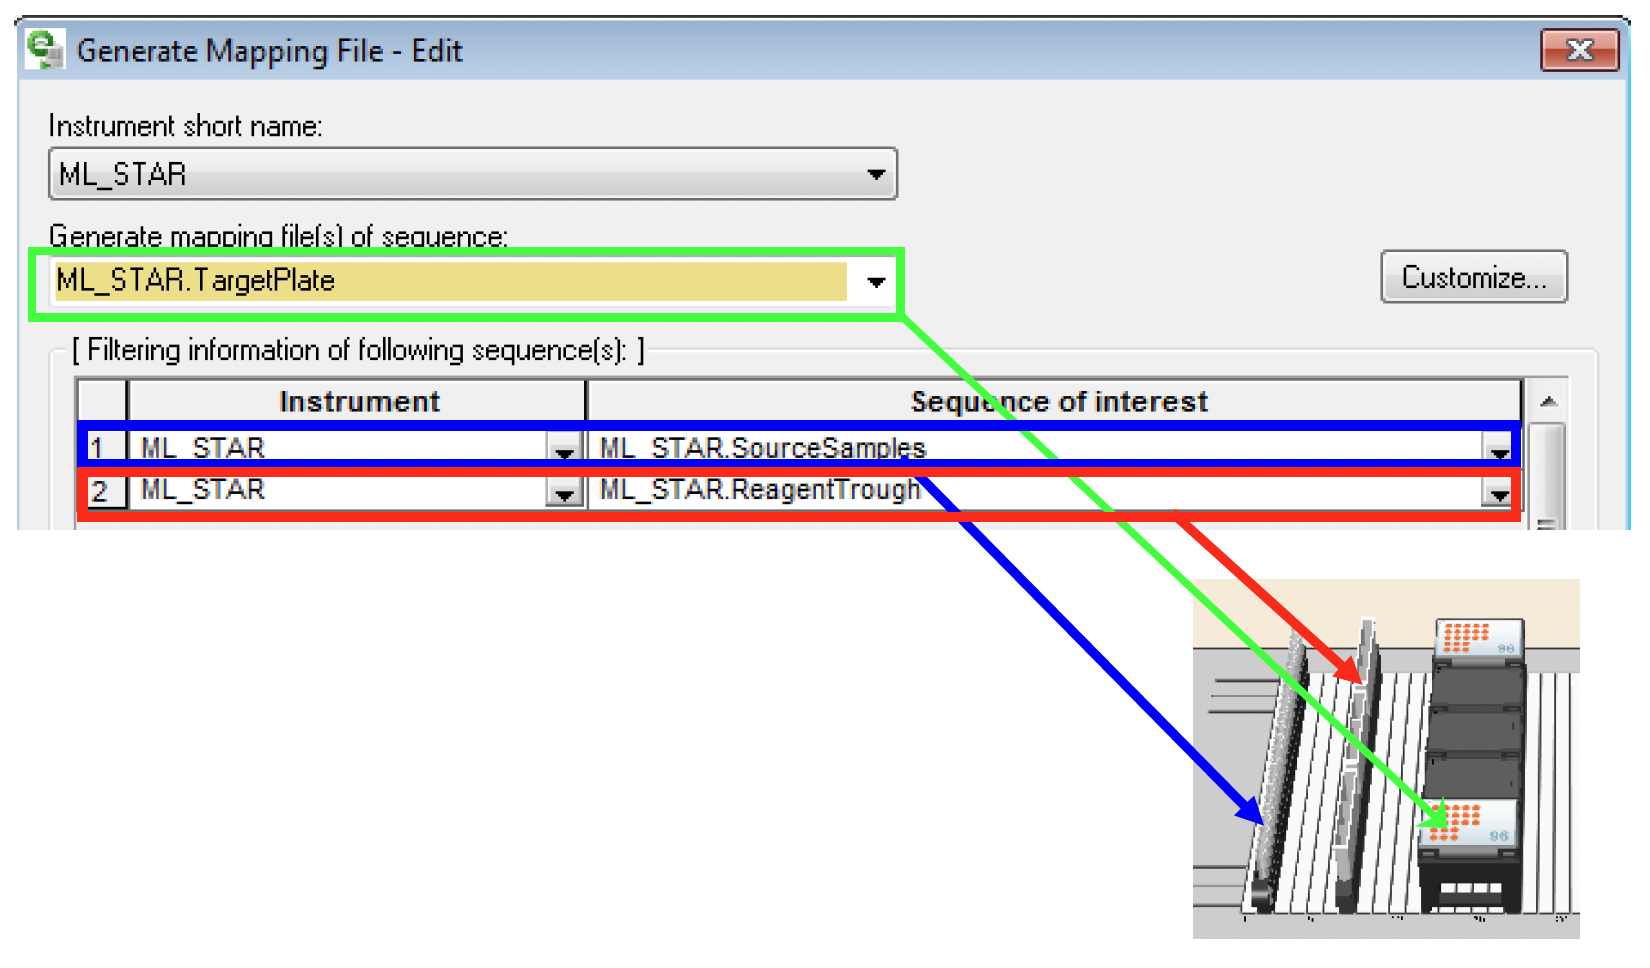 Generate Mapping File - Edit
Instrument short name:
ML_STAR
Generate mapping file(s) of sequence:
ML_STAR.TargetPlate
Customize...
[ Filtering information of following sequence(s): ]
Instrument Sequence of interest
1 ML_STAR ML_STAR.SourceSamples
2 ML_STAR ML_STAR.ReagentTrough
96
96